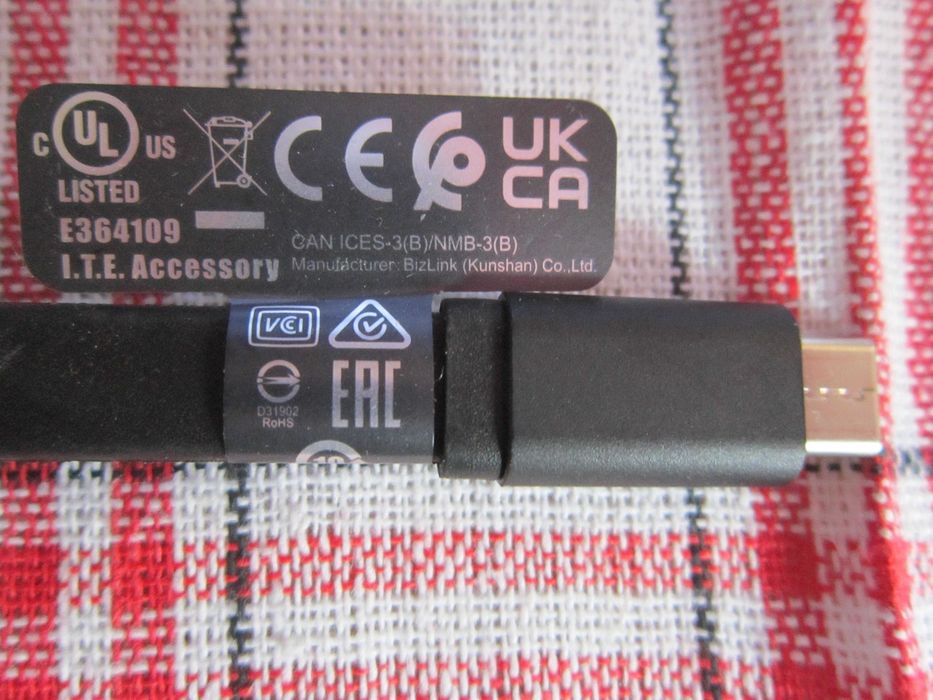 C UL US CE UK
LISTED CA
E364109
CAN ICES-3(B)/NMB-3(B)
I.T.E. Accessory Manufacturer: BizLink (Kunshan) Co.,Ltd.
VCI
EAC
D31902
RoHS